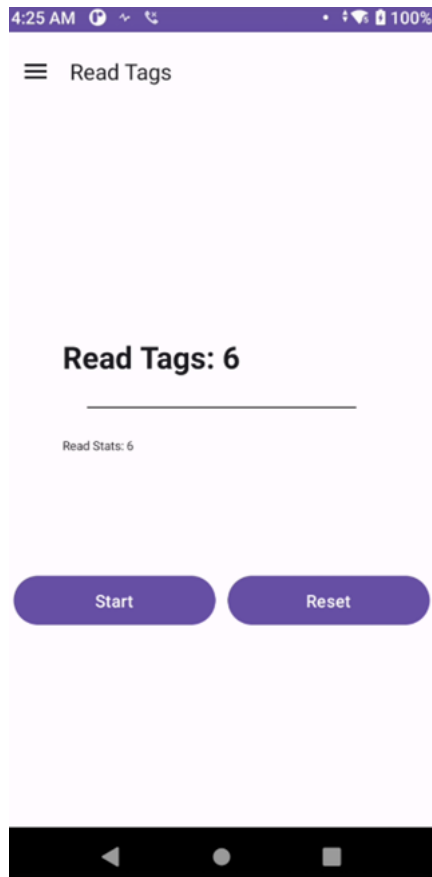 4:25 AM 100%
Read Tags
Read Tags: 6
Read Stats: 6
Start Reset